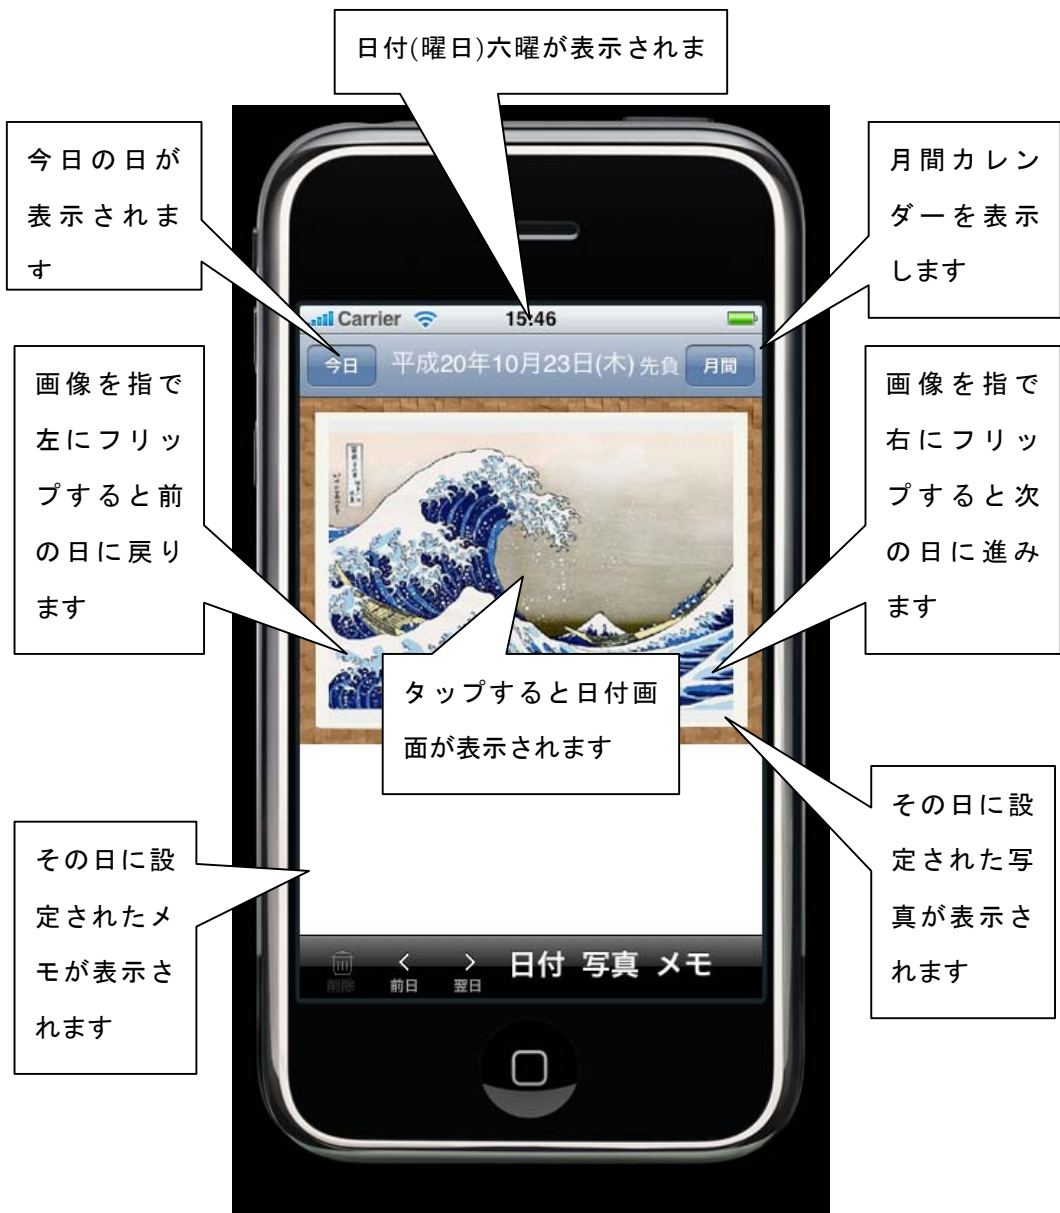 日付(曜日)六曜が表示されま
今日の日が
表示されま
す
月間カレン
ダーを表示
します
Carrier
15:46
今日
平成20年10月23日(木) 先負
月間
画像を指で
左にフリッ
プすると前
の日に戻り
ます
画像を指で
右にフリッ
プすると次
の日に進み
ます
タップすると日付画
面が表示されます
その日に設
定されたメ
モが表示さ
れます
その日に設
定された写
真が表示さ
れます
削除
前日
翌日
日付 写真 メモ